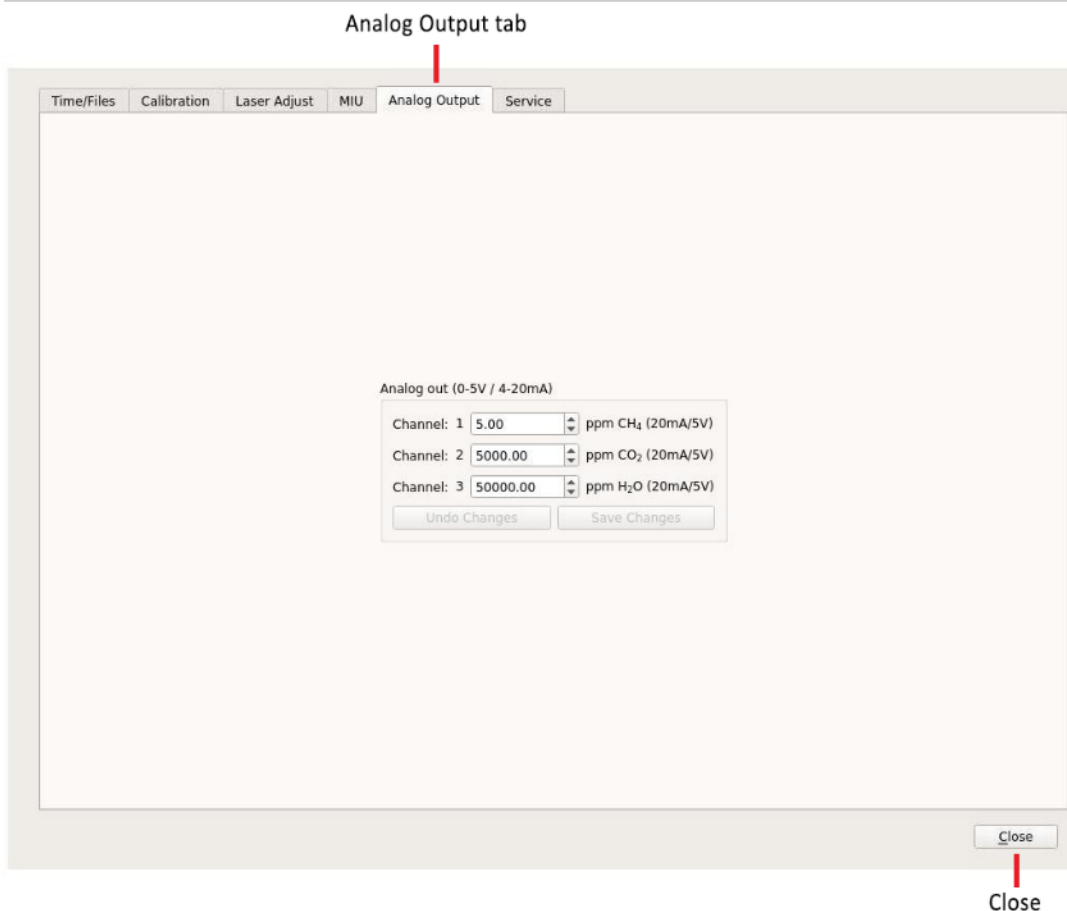 Analog Output tab
Time/Files Calibration Laser Adjust MIU Analog Output Service
Analog out (0-5V / 4-20mA)
Channel: 1 5.00 ppm CH₄ (20mA/5V)
Channel: 2 5000.00 ppm CO₂ (20mA/5V)
Channel: 3 50000.00 ppm H₂O (20mA/5V)
Undo Changes Save Changes
Close
Close